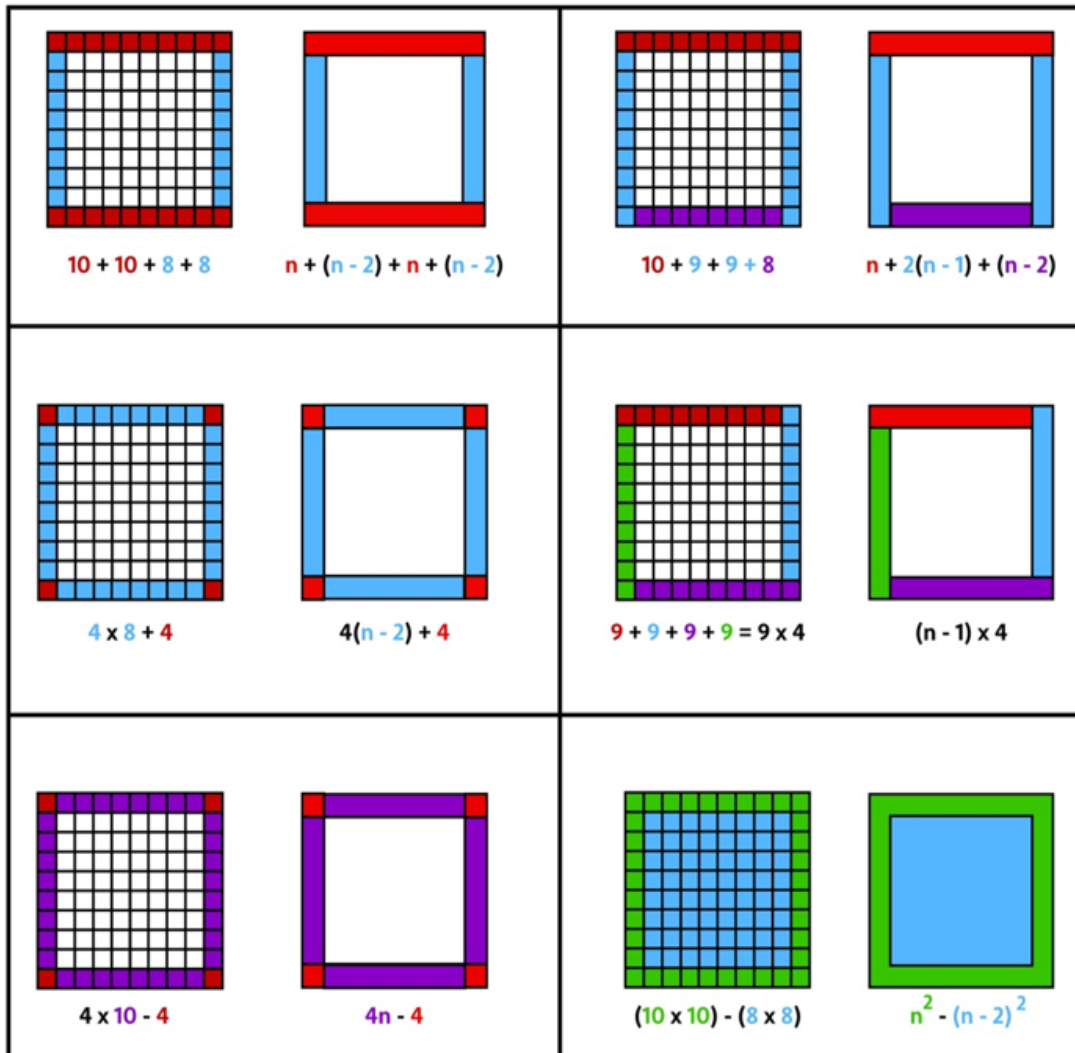 10 + 10 + 8 + 8
n + (n - 2) + n + (n - 2)
10 + 9 + 9 + 8
n + 2(n - 1) + (n - 2)
4 x 8 + 4
4(n - 2) + 4
9 + 9 + 9 + 9 = 9 x 4
(n - 1) x 4
4 x 10 - 4
4n - 4
(10 x 10) - (8 x 8)
n² - (n - 2)²